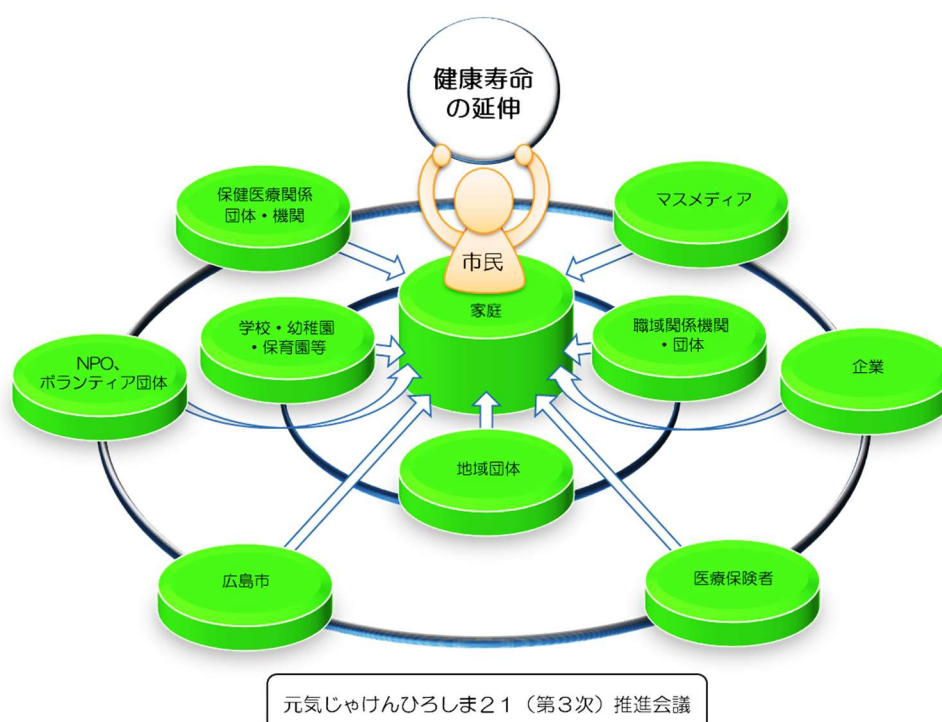 健康寿命
の延伸
保健医療関係
団体・機関
マスメディア
市民
家庭
学校・幼稚園
・保育園等
職域関係機関
・団体
NPO、
ボランティア団体
企業
地域団体
広島市
医療保険者
元気じゃけんひろしま21（第3次）推進会議